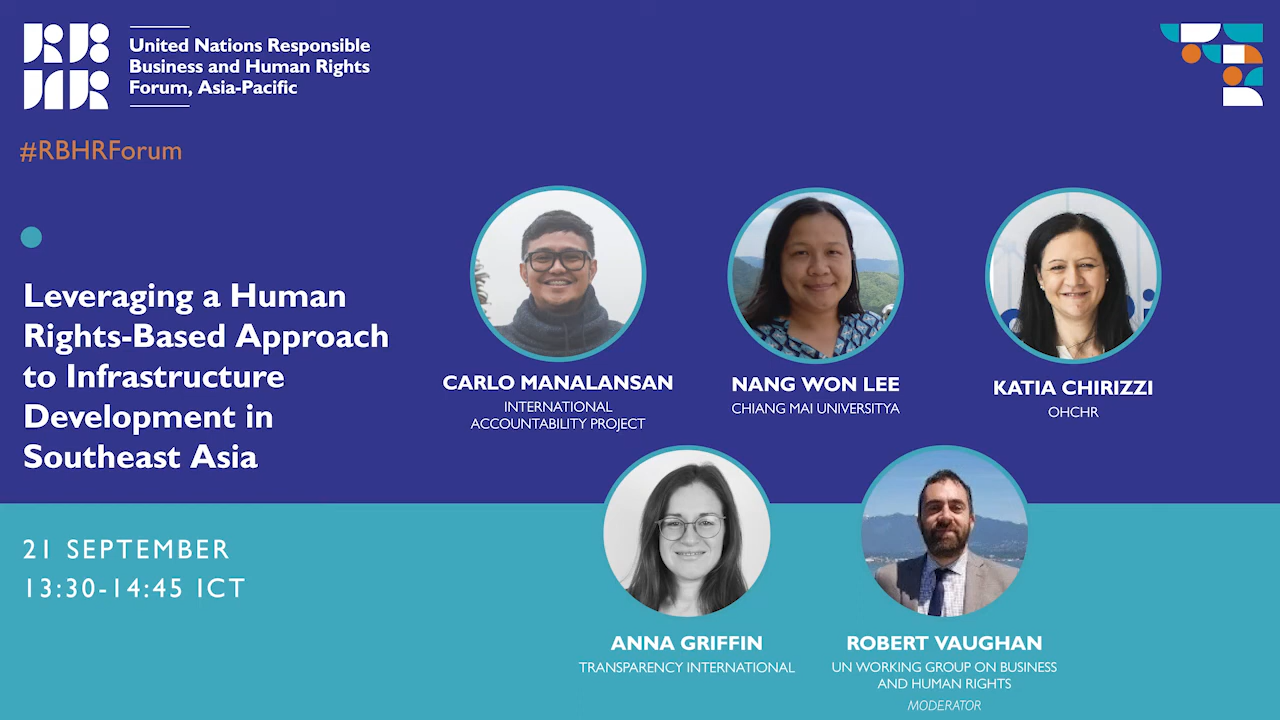 RB
HR
United Nations Responsible
Business and Human Rights
Forum, Asia-Pacific
#RBHRForum
Leveraging a Human
Rights-Based Approach
to Infrastructure
Development in
Southeast Asia
21 SEPTEMBER
13:30-14:45 ICT
CARLO MANALANSAN
INTERNATIONAL
ACCOUNTABILITY PROJECT
NANG WON LEE
CHIANG MAI UNIVERSITYA
KATIA CHIRIZZI
OHCHR
ANNA GRIFFIN
TRANSPARENCY INTERNATIONAL
ROBERT VAUGHAN
UN WORKING GROUP ON BUSINESS
AND HUMAN RIGHTS
MODERATOR